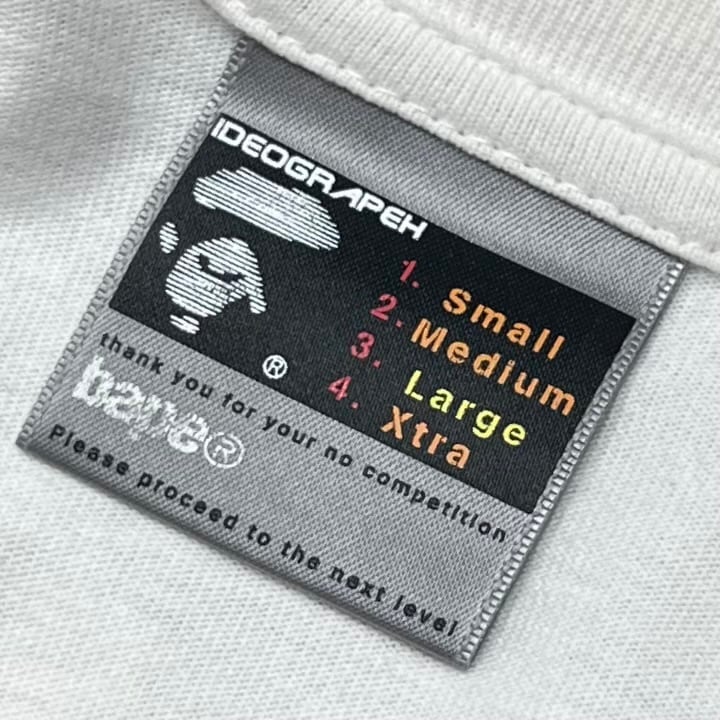 IDEOGRAPEH
1. Small
2. Medium
3. Large
4. Xtra
®
thank you for your no competition
bape®
Please proceed to the next level